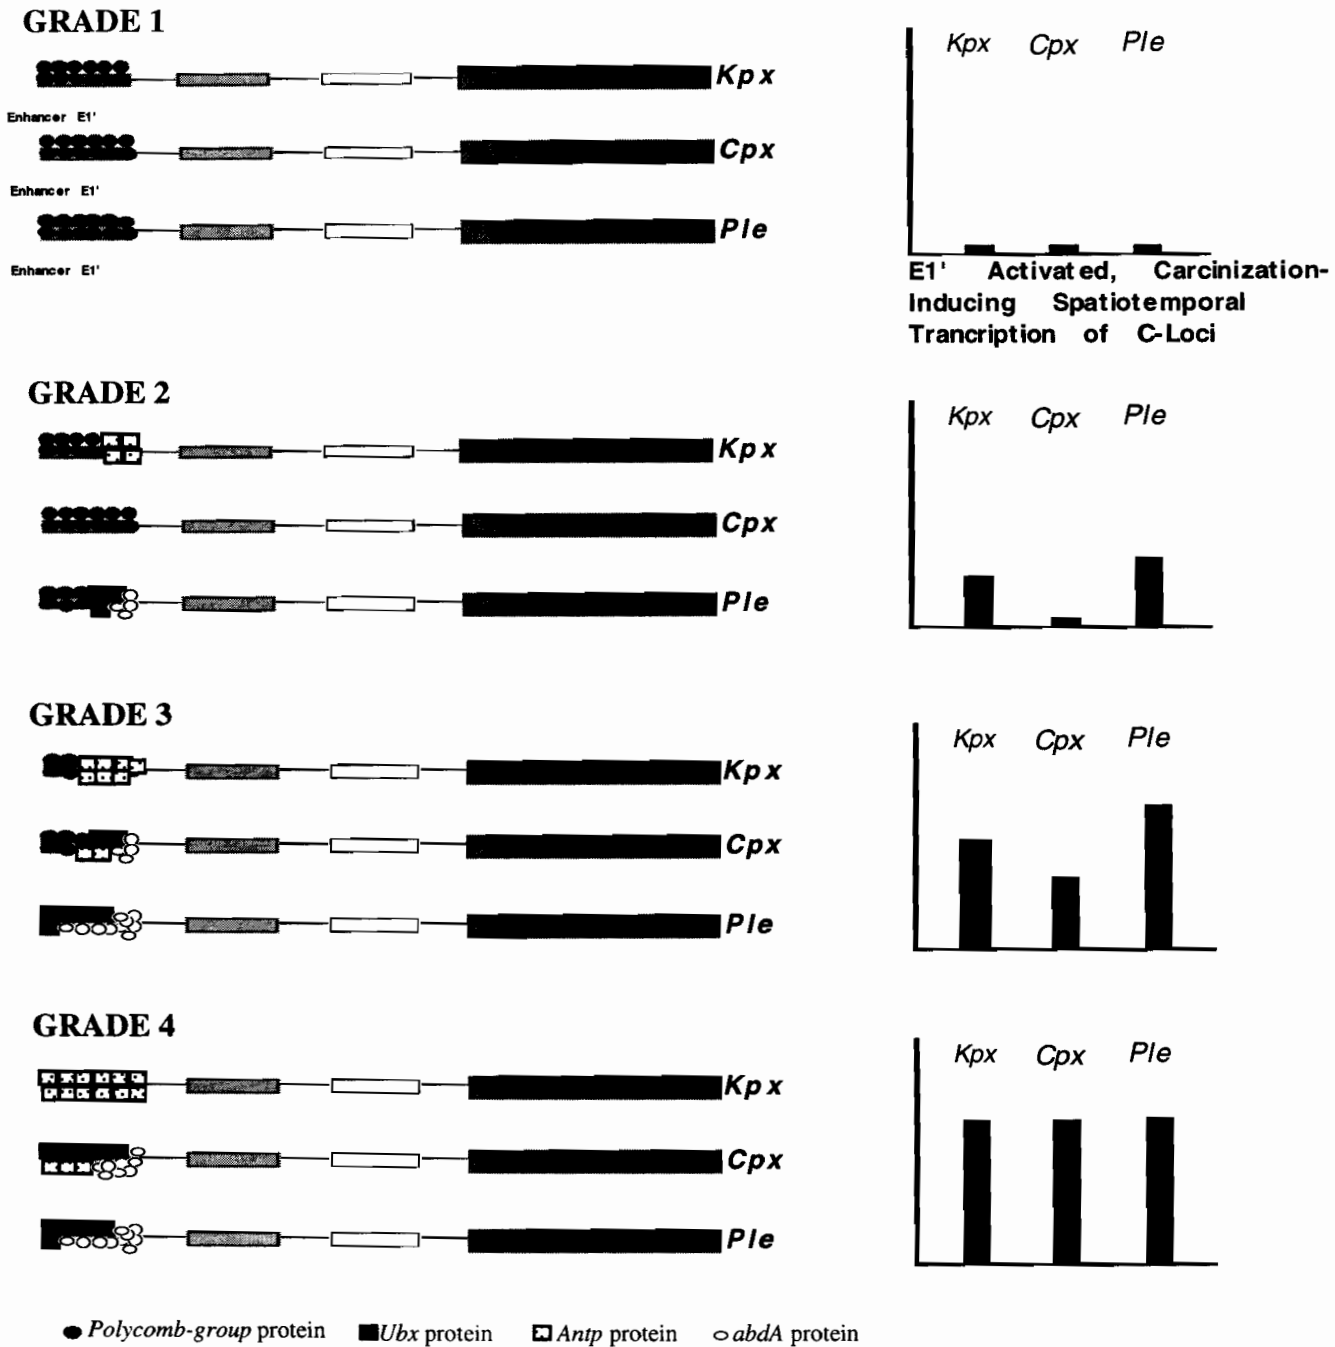 GRADE 1
Kpx
Enhancer E1'
Cpx
Enhancer E1'
Ple
Enhancer E1'
Kpx Cpx Ple
E1' Activated, Carcinization-
Inducing Spatiotemporal
Trancription of C-Loci
GRADE 2
Kpx
Cpx
Ple
Kpx Cpx Ple
GRADE 3
Kpx
Cpx
Ple
Kpx Cpx Ple
GRADE 4
Kpx
Cpx
Ple
Kpx Cpx Ple
Polycomb-group protein Ubx protein Antp protein abdA protein